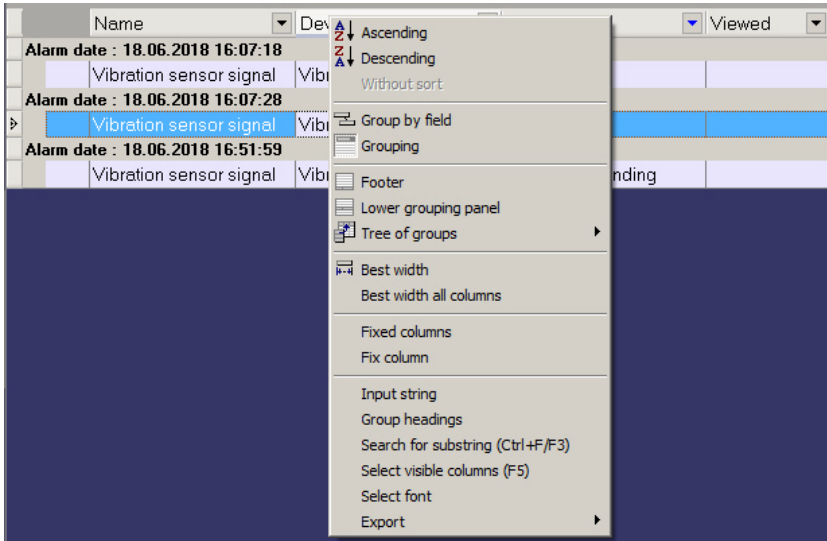 Name Dev Viewed
Alarm date : 18.06.2018 16:07:18
Vibration sensor signal Vibr
Alarm date : 18.06.2018 16:07:28
Vibration sensor signal Vibr
Alarm date : 18.06.2018 16:51:59
Vibration sensor signal Vibr nding
Ascending
Descending
Without sort
Group by field
Grouping
Footer
Lower grouping panel
Tree of groups
Best width
Best width all columns
Fixed columns
Fix column
Input string
Group headings
Search for substring (Ctrl+F/F3)
Select visible columns (F5)
Select font
Export